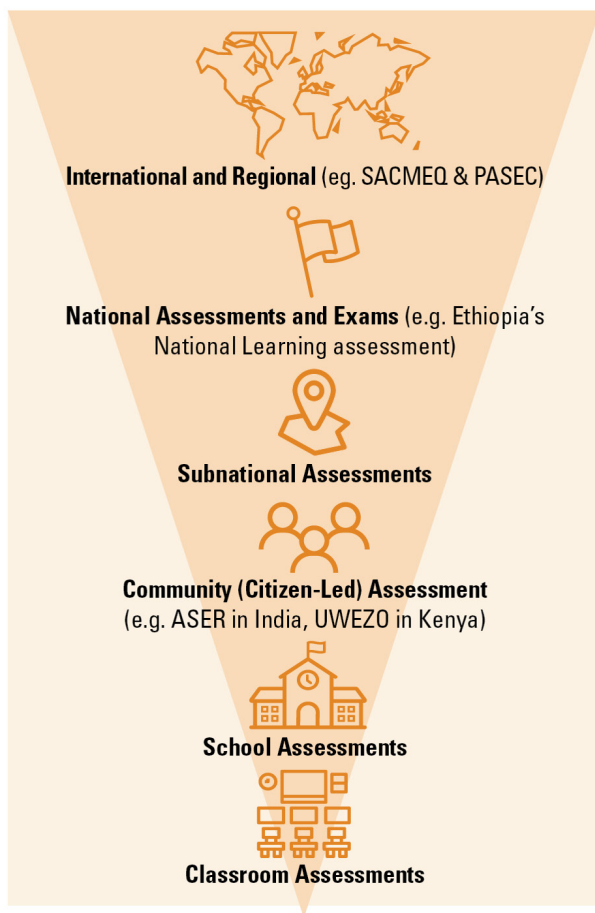 International and Regional (eg. SACMEQ & PASEC)
National Assessments and Exams (e.g. Ethiopia's
National Learning assessment)
Subnational Assessments
Community (Citizen-Led) Assessment
(e.g. ASER in India, UWEZO in Kenya)
School Assessments
Classroom Assessments